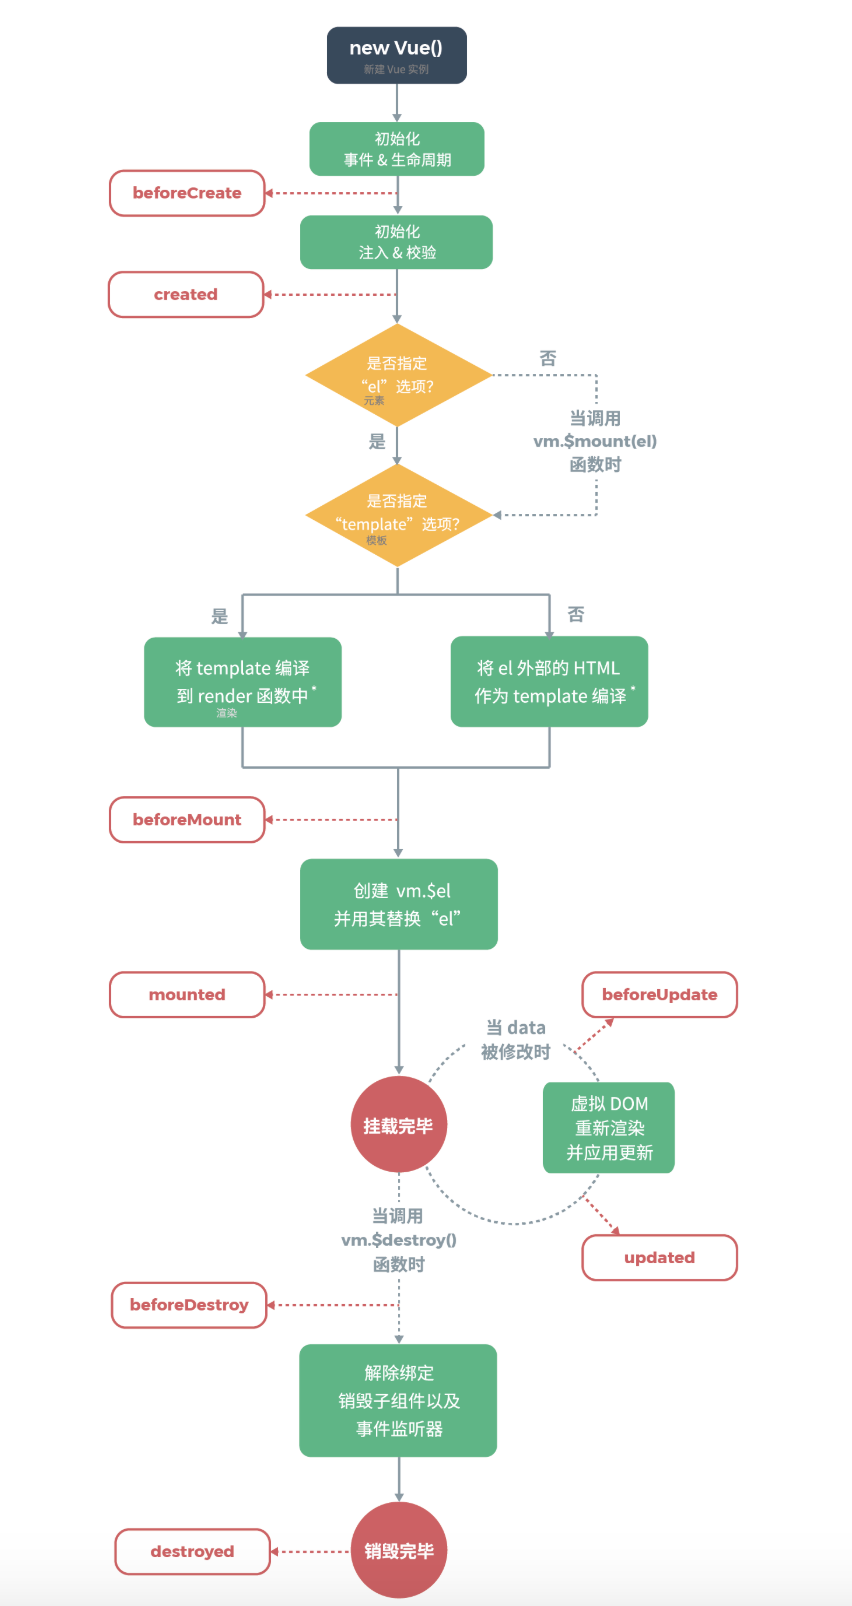 new Vue()
新建 Vue 实例
初始化
事件 & 生命周期
beforeCreate
初始化
注入 & 校验
created
是否指定
“el” 选项?
元素
否
当调用
vm.$mount(el)
函数时
是
是否指定
“template” 选项?
模板
是
否
将 template 编译
到 render 函数中*
渲染
将 el 外部的 HTML
作为 template 编译*
beforeMount
创建 vm.$el
并用其替换 “el”
mounted
beforeUpdate
当 data
被修改时
挂载完毕
虚拟 DOM
重新渲染
并应用更新
当调用
vm.$destroy()
函数时
updated
beforeDestroy
解除绑定
销毁子组件以及
事件监听器
destroyed
销毁完毕